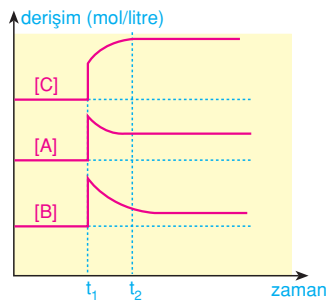 derişim (mol/litre)
[C]
[A]
[B]
t1 t2
zaman